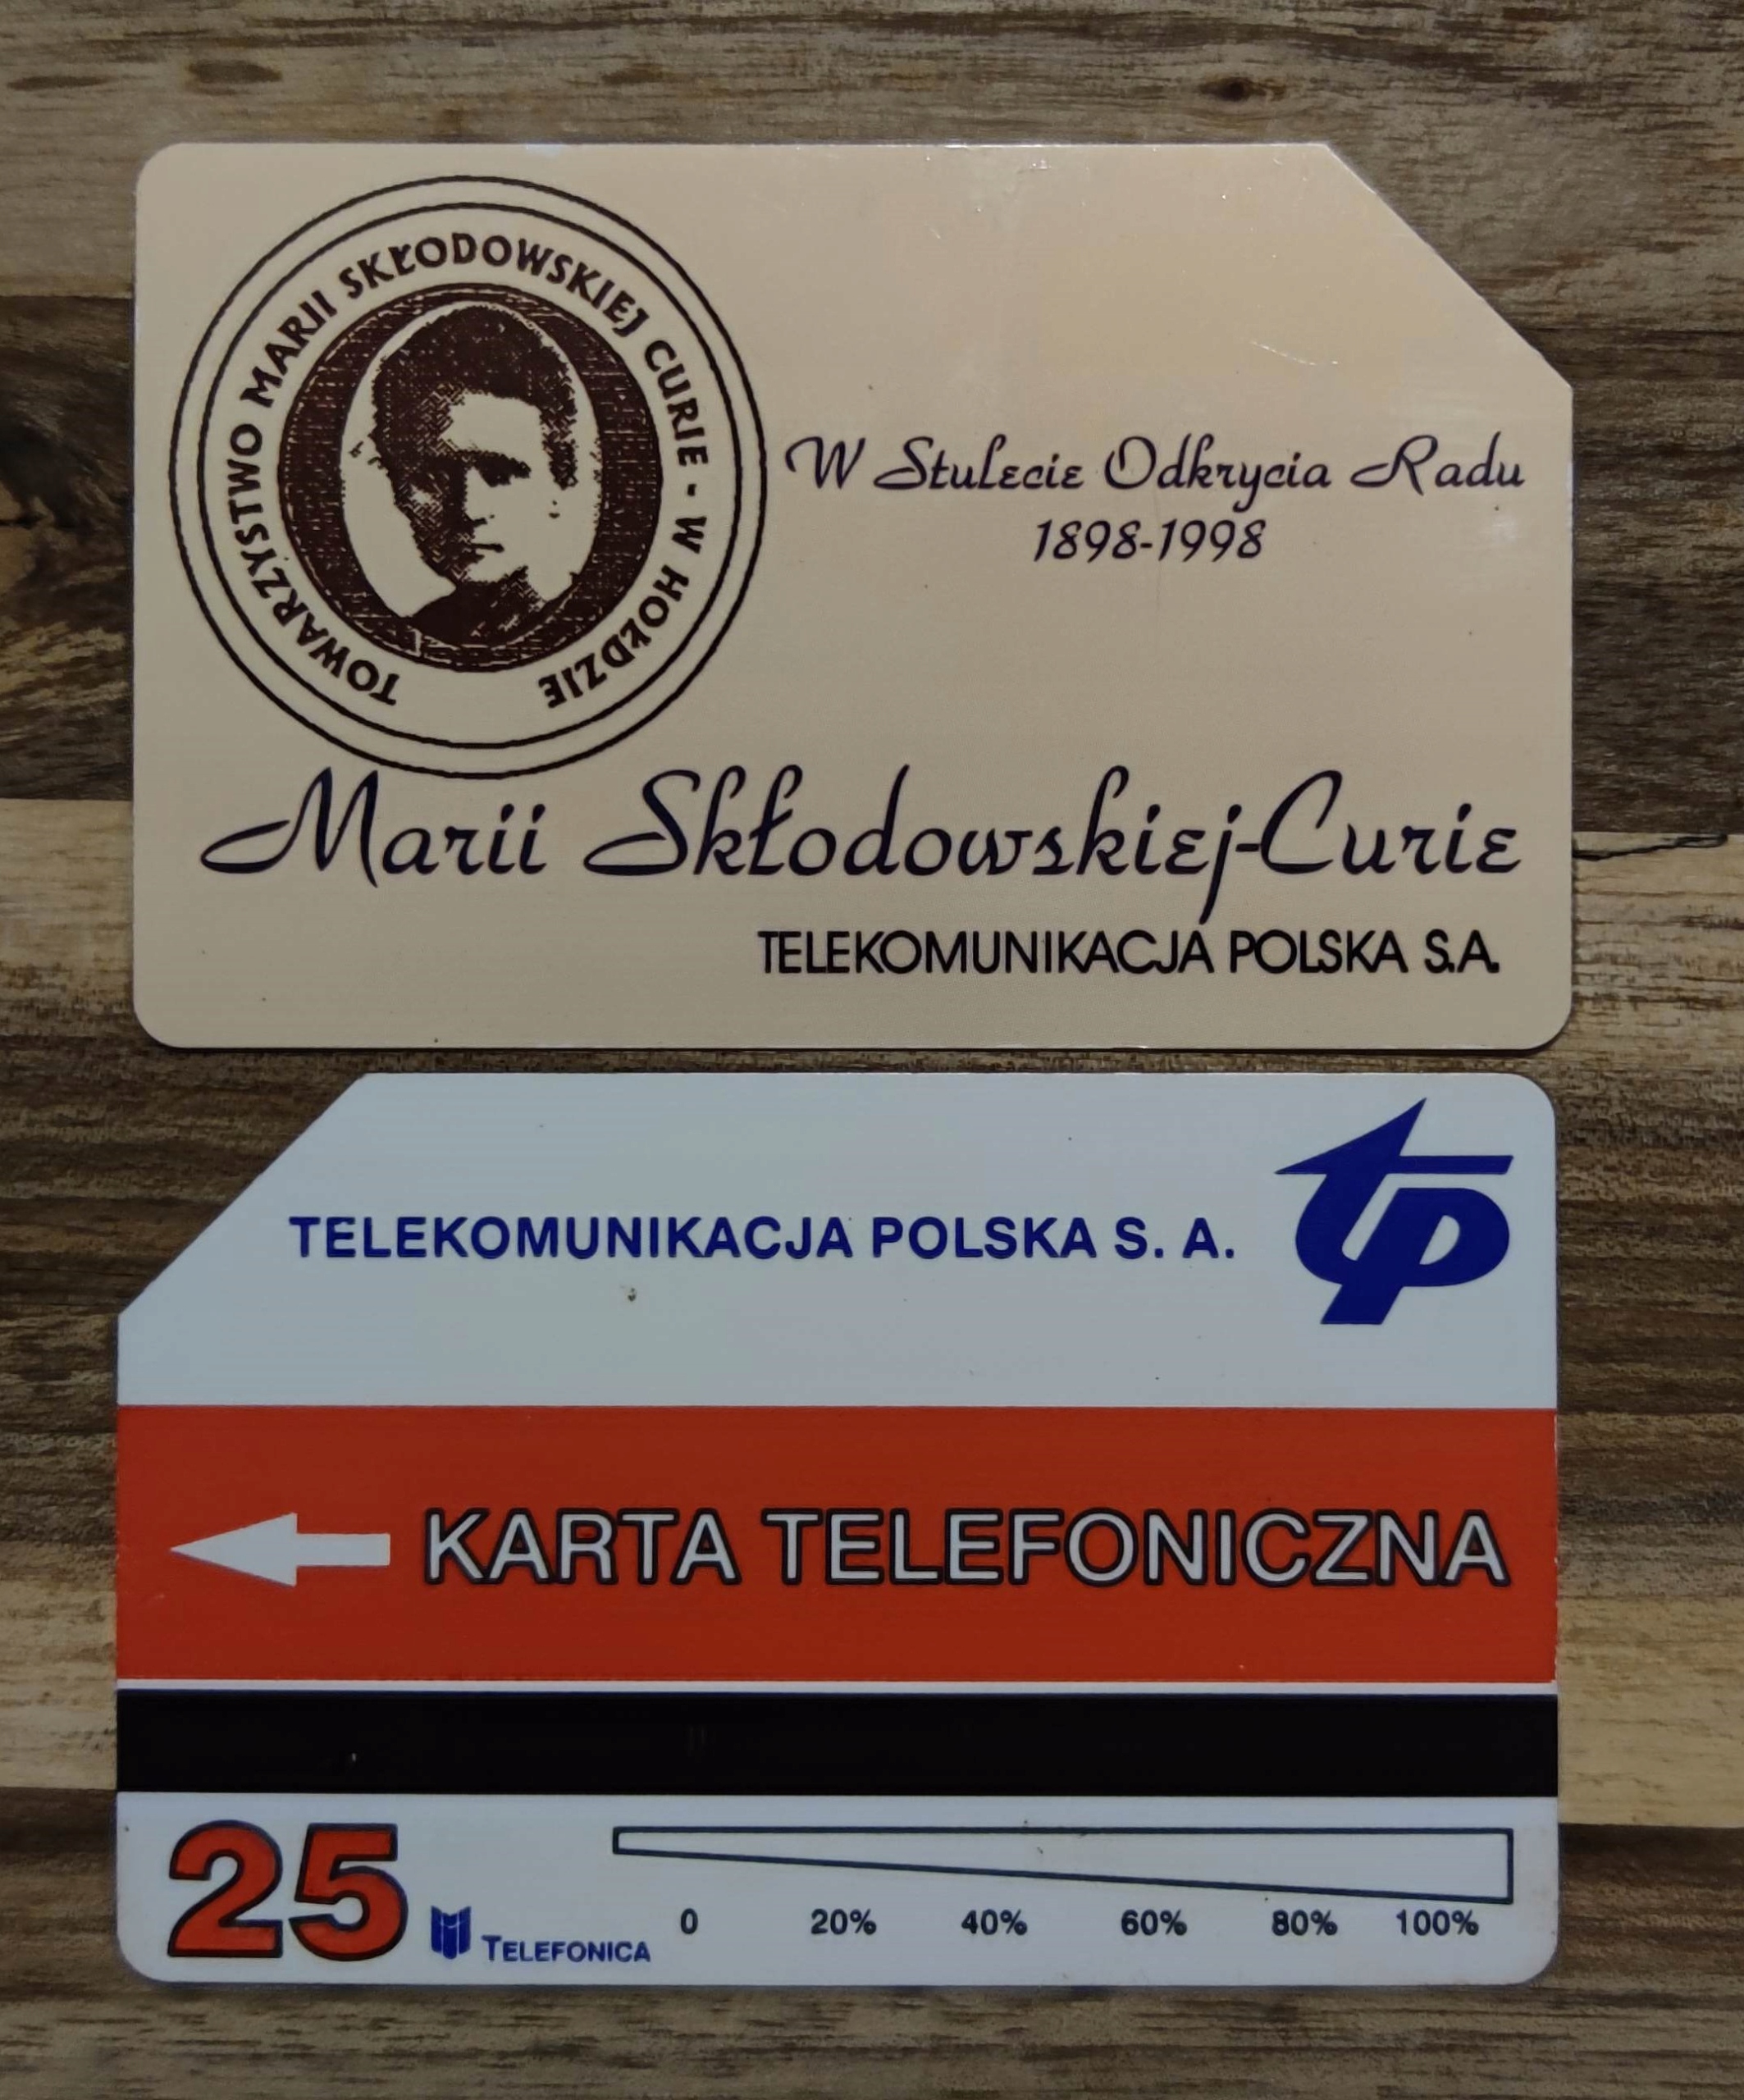 TOWARZYSTWO MARII SKŁODOWSKIEJ CURIE - W HOŁDZIE
W Stulecie Odkrycia Radu
1898-1998
Marii Skłodowskiej-Curie
TELEKOMUNIKACJA POLSKA S.A.
TELEKOMUNIKACJA POLSKA S. A.
tp
KARTA TELEFONICZNA
25
TELEFONICA
0 20% 40% 60% 80% 100%